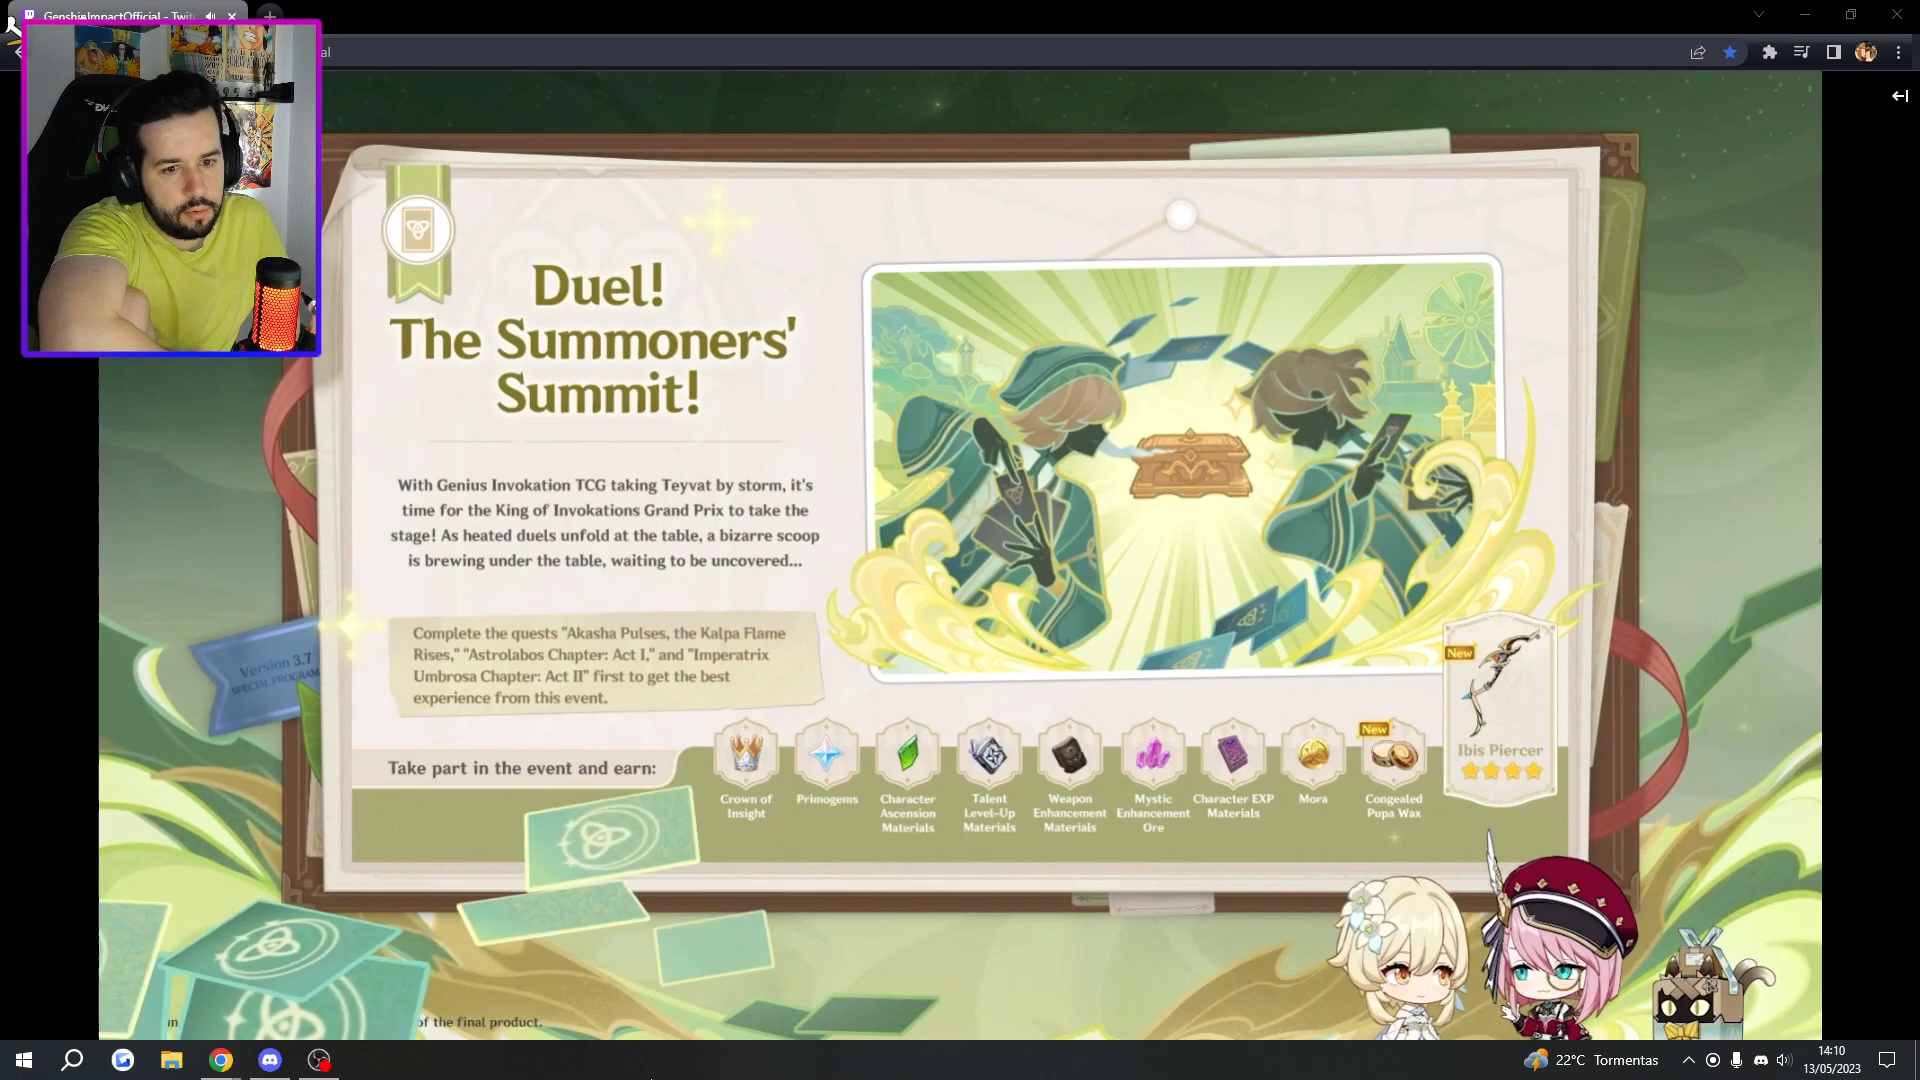 GenshinImpactOfficial - Twit
al
Duel!
The Summoners'
Summit!
With Genius Invokation TCG taking Teyvat by storm, it's
time for the King of Invokations Grand Prix to take the
stage! As heated duels unfold at the table, a bizarre scoop
is brewing under the table, waiting to be uncovered...
Complete the quests "Akasha Pulses, the Kalpa Flame
Rises," "Astrolabos Chapter: Act I," and "Imperatrix
Umbrosa Chapter: Act II" first to get the best
experience from this event.
Version 3.7
SPECIAL PROGRAM
Take part in the event and earn:
Crown of
Insight
Primogems
Character
Ascension
Materials
Talent
Level-Up
Materials
Weapon
Enhancement
Materials
Mystic
Enhancement
Ore
Character EXP
Materials
Mora
New
Congealed
Pupa Wax
New
Ibis Piercer
of the final product.
22°C Tormentas
14:10
13/05/2023